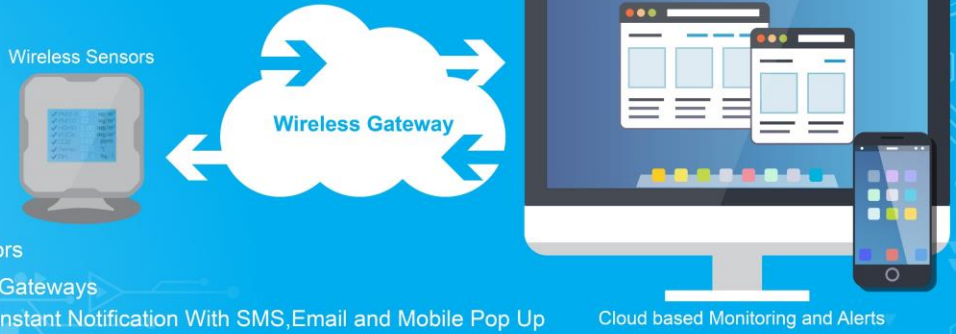 Wireless Sensors
Wireless Gateway
ors
Gateways
nstant Notification With SMS,Email and Mobile Pop Up
Cloud based Monitoring and Alerts